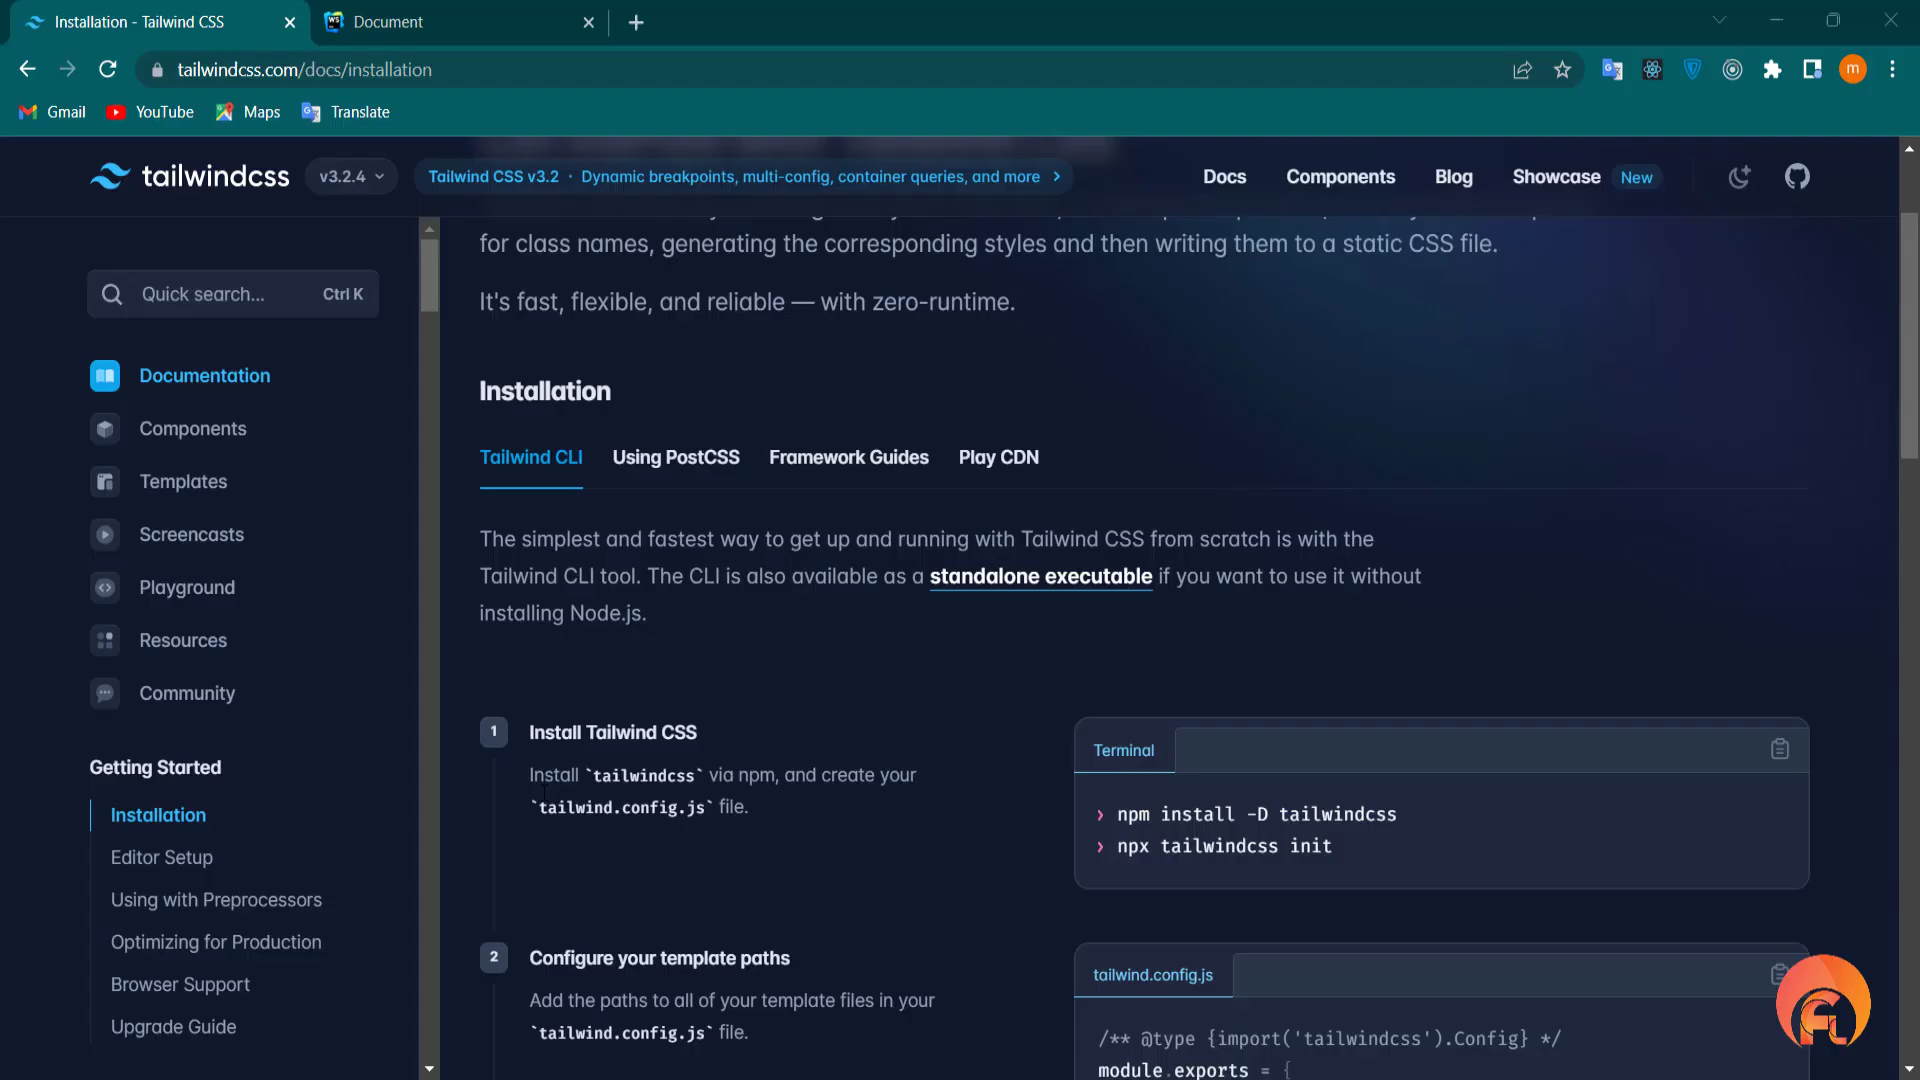 Installation - Tailwind CSS
Document
tailwindcss.com/docs/installation
m
Gmail
YouTube
Maps
Translate
tailwindcss
v3.2.4
Tailwind CSS v3.2 · Dynamic breakpoints, multi-config, container queries, and more
Docs
Components
Blog
Showcase
New
Quick search...
Ctrl K
Documentation
Components
Templates
Screencasts
Playground
Resources
Community
Getting Started
Installation
Editor Setup
Using with Preprocessors
Optimizing for Production
Browser Support
Upgrade Guide
for class names, generating the corresponding styles and then writing them to a static CSS file.
It's fast, flexible, and reliable — with zero-runtime.
Installation
Tailwind CLI
Using PostCSS
Framework Guides
Play CDN
The simplest and fastest way to get up and running with Tailwind CSS from scratch is with the
Tailwind CLI tool. The CLI is also available as a standalone executable if you want to use it without
installing Node.js.
1
Install Tailwind CSS
Install `tailwindcss` via npm, and create your
`tailwind.config.js` file.
Terminal
› npm install -D tailwindcss
› npx tailwindcss init
2
Configure your template paths
Add the paths to all of your template files in your
`tailwind.config.js` file.
tailwind.config.js
/** @type {import('tailwindcss').Config} */
module.exports = {